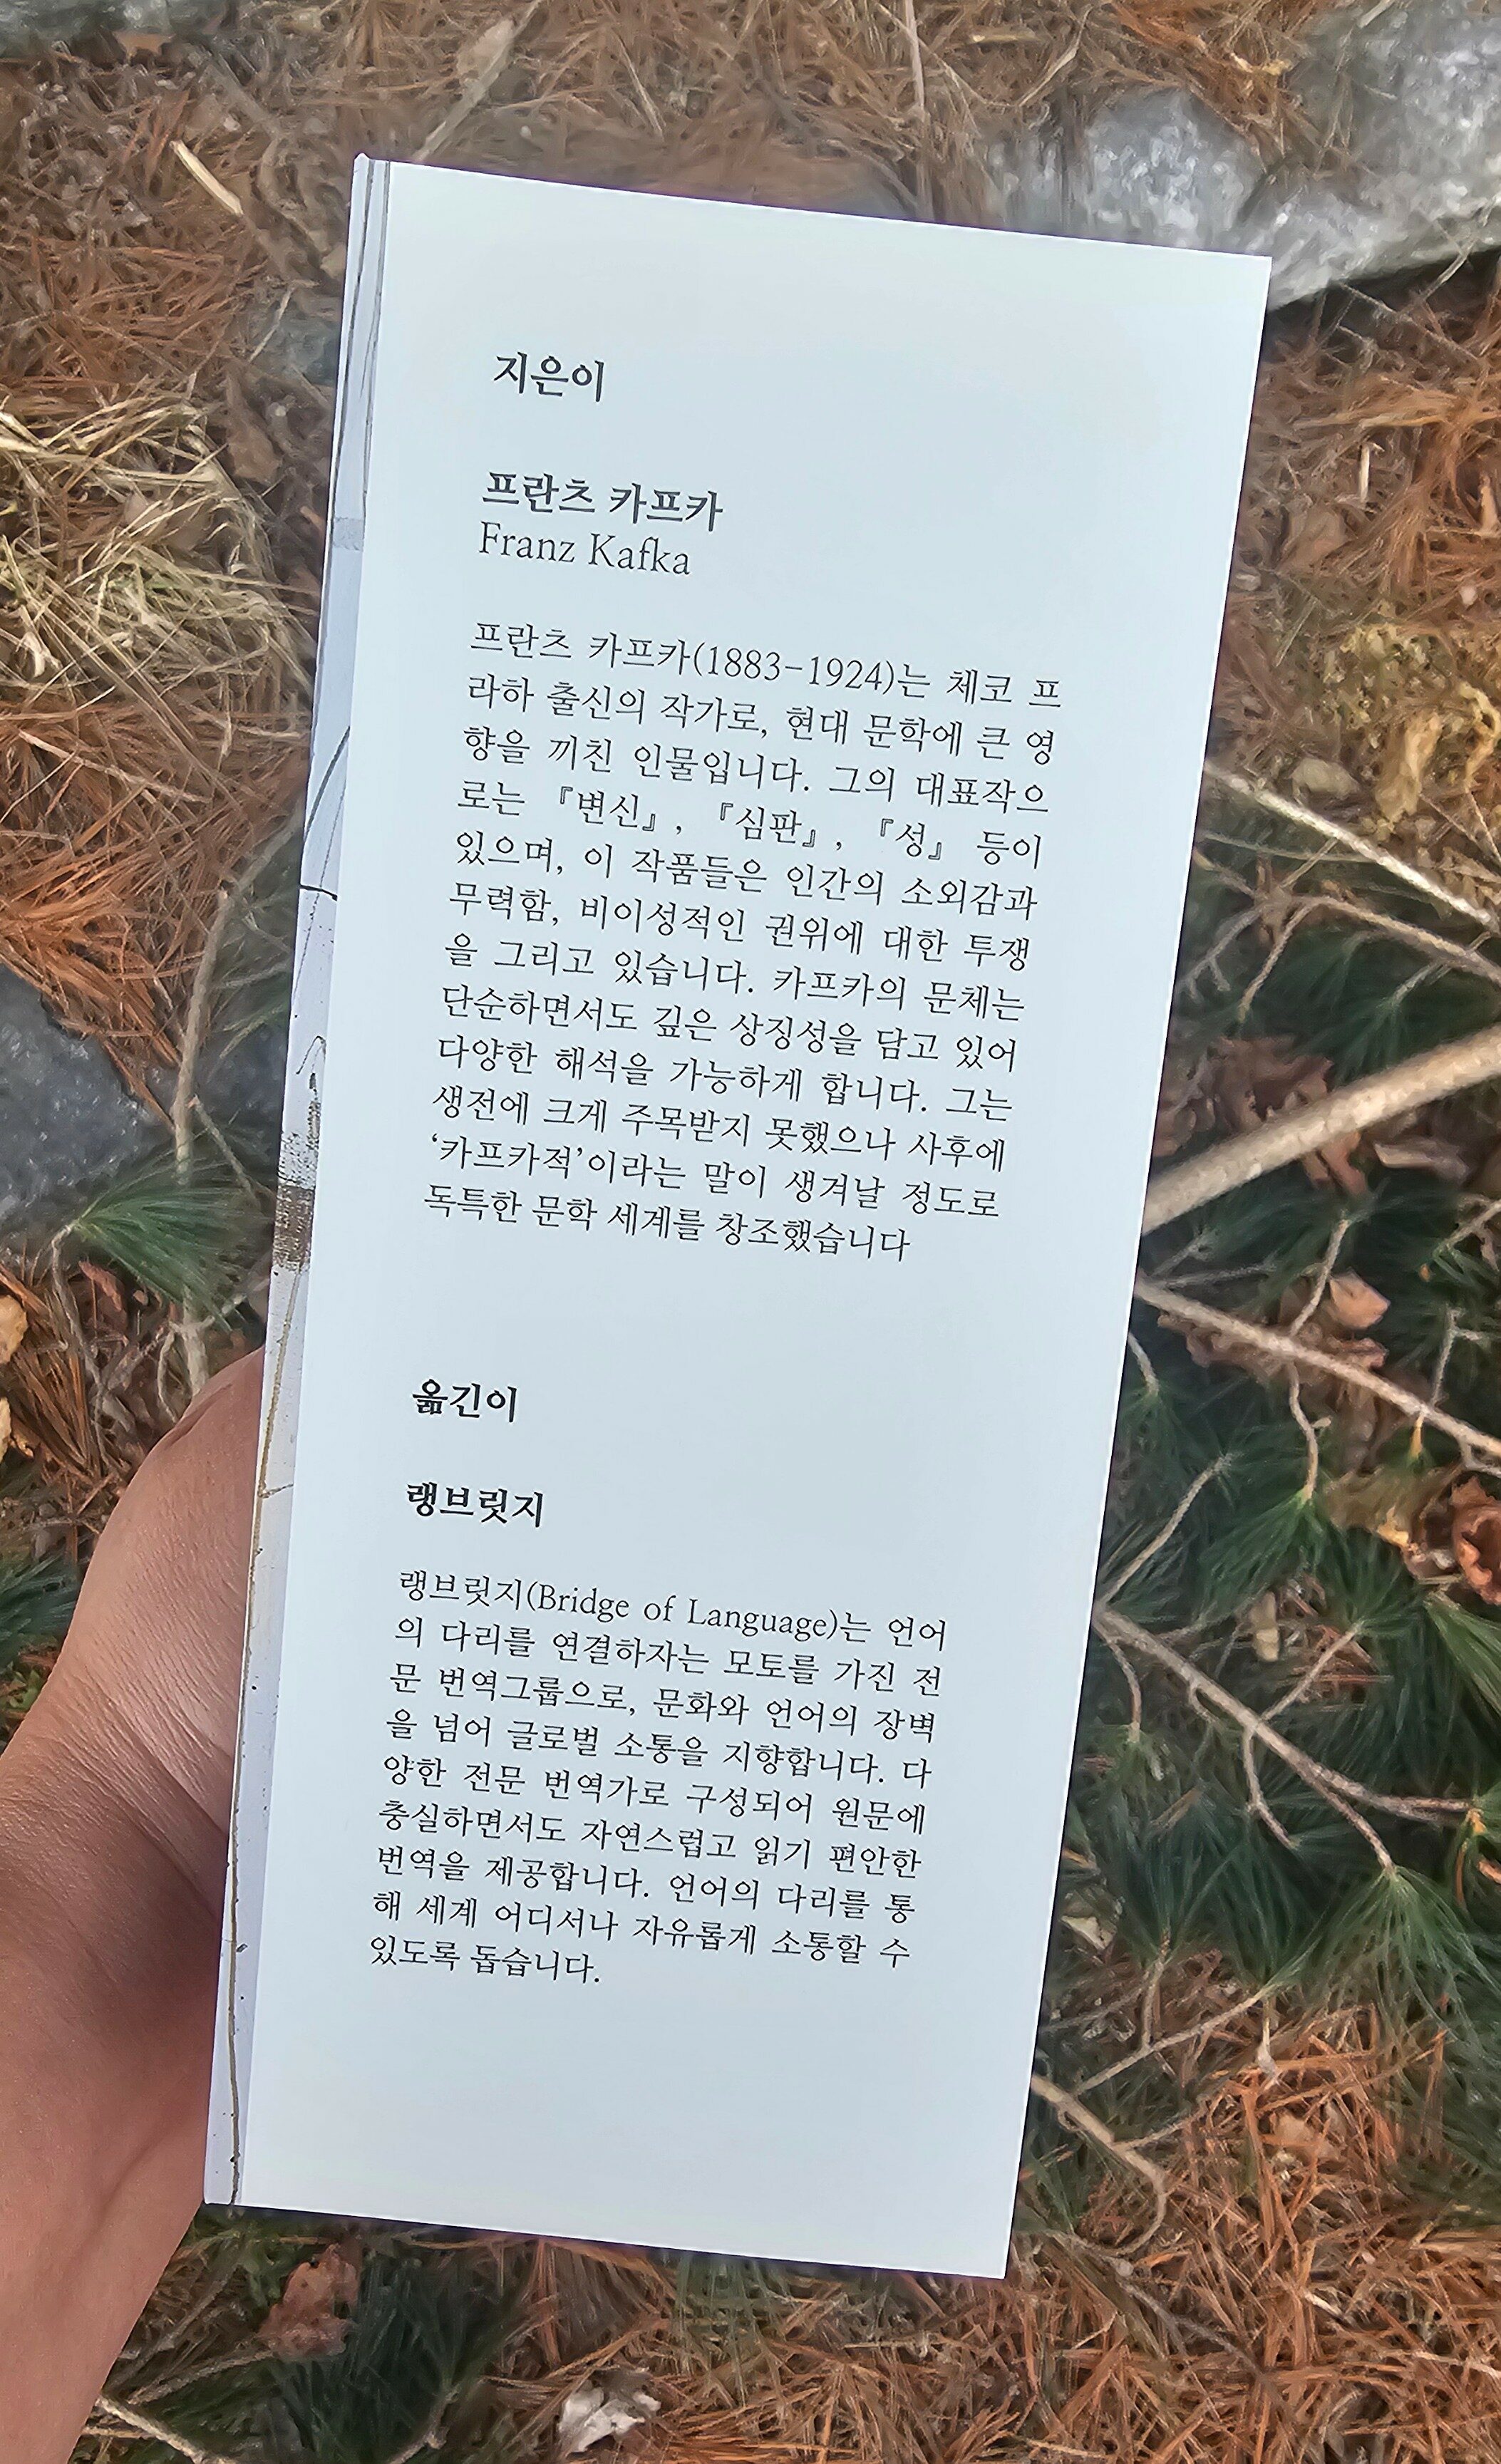 지은이
프란츠 카프카
Franz Kafka
프란츠 카프카(1883-1924)는 체코 프
라하 출신의 작가로, 현대 문학에 큰 영
향을 끼친 인물입니다. 그의 대표작으
로는 『변신』, 『심판』, 『성』 등이
있으며, 이 작품들은 인간의 소외감과
무력함, 비이성적인 권위에 대한 투쟁
을 그리고 있습니다. 카프카의 문체는
단순하면서도 깊은 상징성을 담고 있어
다양한 해석을 가능하게 합니다. 그는
생전에 크게 주목받지 못했으나 사후에
‘카프카적’이라는 말이 생겨날 정도로
독특한 문학 세계를 창조했습니다
옮긴이
랭브릿지
랭브릿지(Bridge of Language)는 언어
의 다리를 연결하자는 모토를 가진 전
문 번역그룹으로, 문화와 언어의 장벽
을 넘어 글로벌 소통을 지향합니다. 다
양한 전문 번역가로 구성되어 원문에
충실하면서도 자연스럽고 읽기 편안한
번역을 제공합니다. 언어의 다리를 통
해 세계 어디서나 자유롭게 소통할 수
있도록 돕습니다.